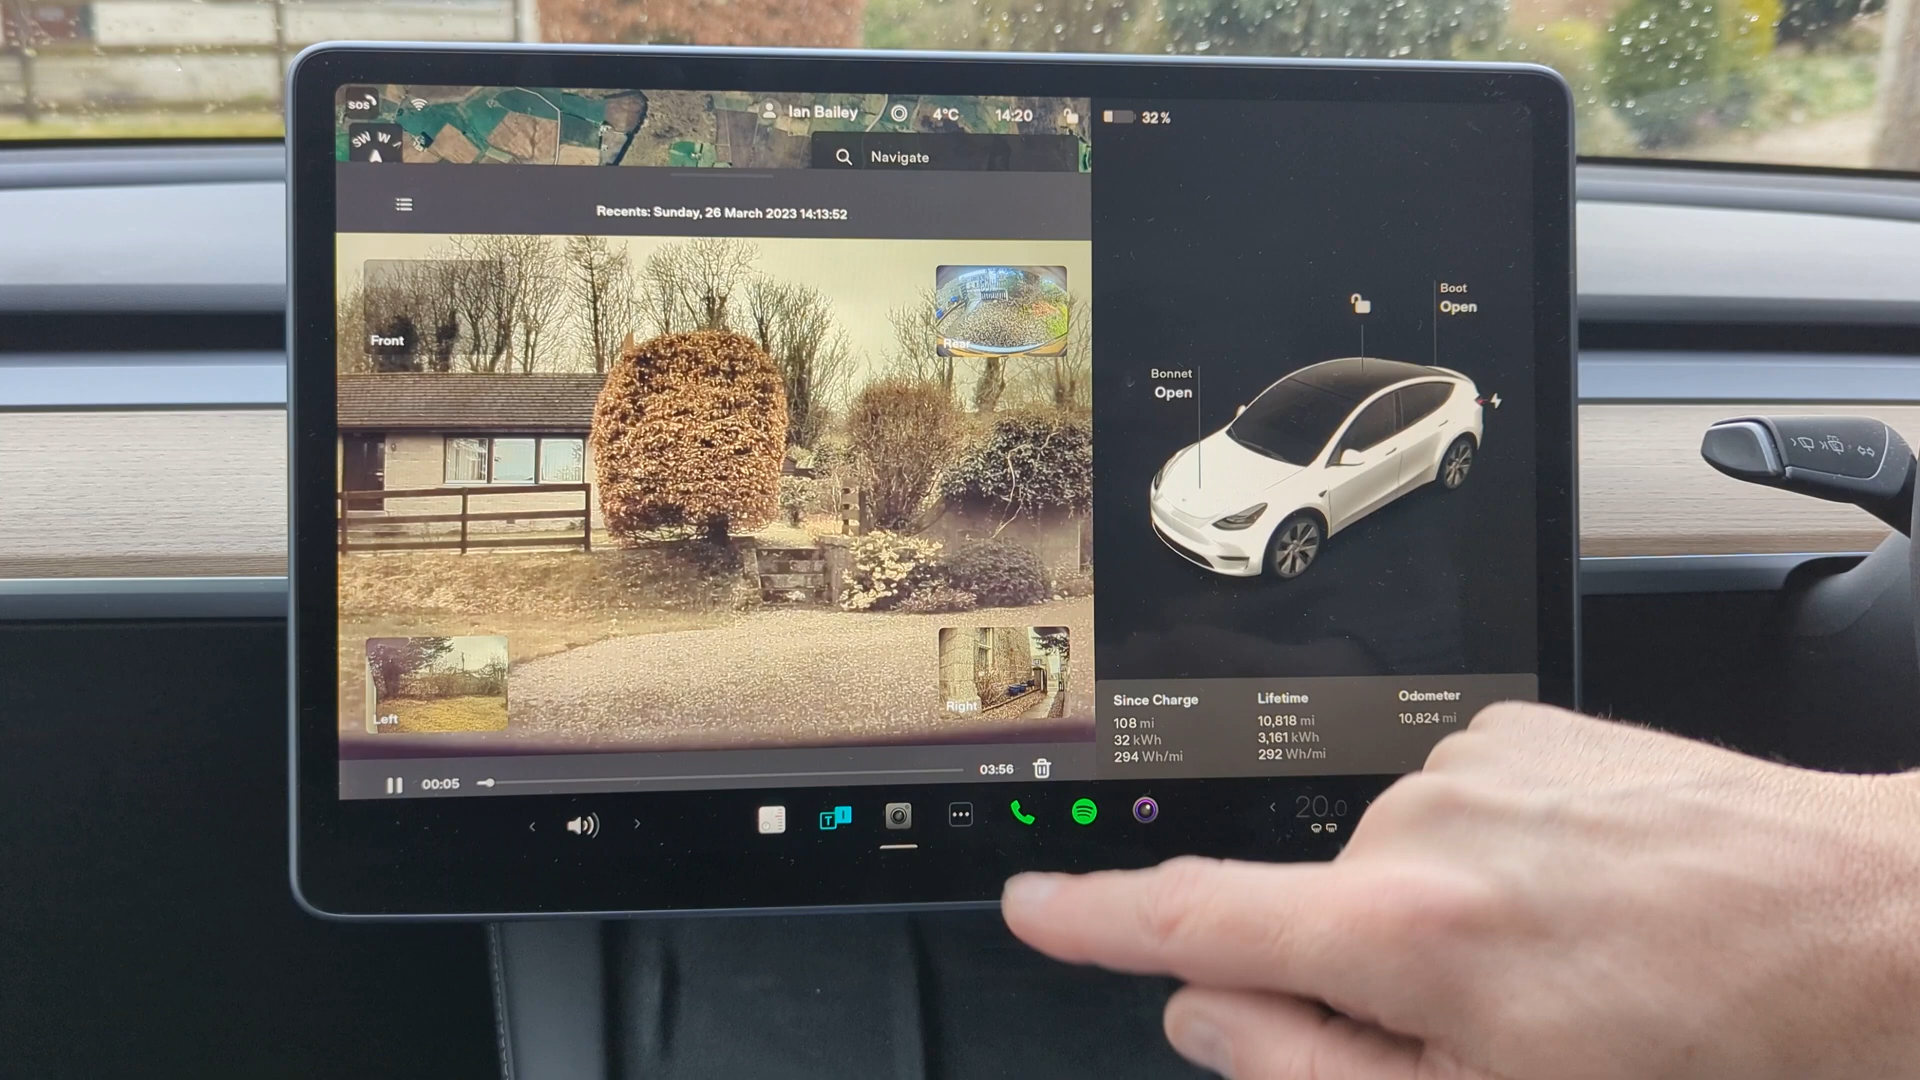 SOS
SW W
Ian Bailey
4°C
14:20
32 %
Navigate
Recents: Sunday, 26 March 2023 14:13:52
Front
Rear
Left
Right
00:05
03:56
Boot
Open
Bonnet
Open
Since Charge
108 mi
32 kWh
294 Wh/mi
Lifetime
10,818 mi
3,161 kWh
292 Wh/mi
Odometer
10,824 mi
T
20.0